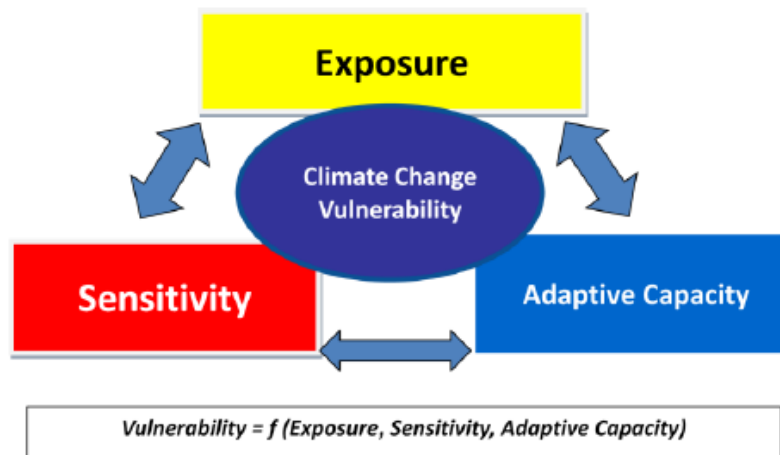 Exposure
Climate Change
Vulnerability
Sensitivity
Adaptive Capacity
Vulnerability = f (Exposure, Sensitivity, Adaptive Capacity)